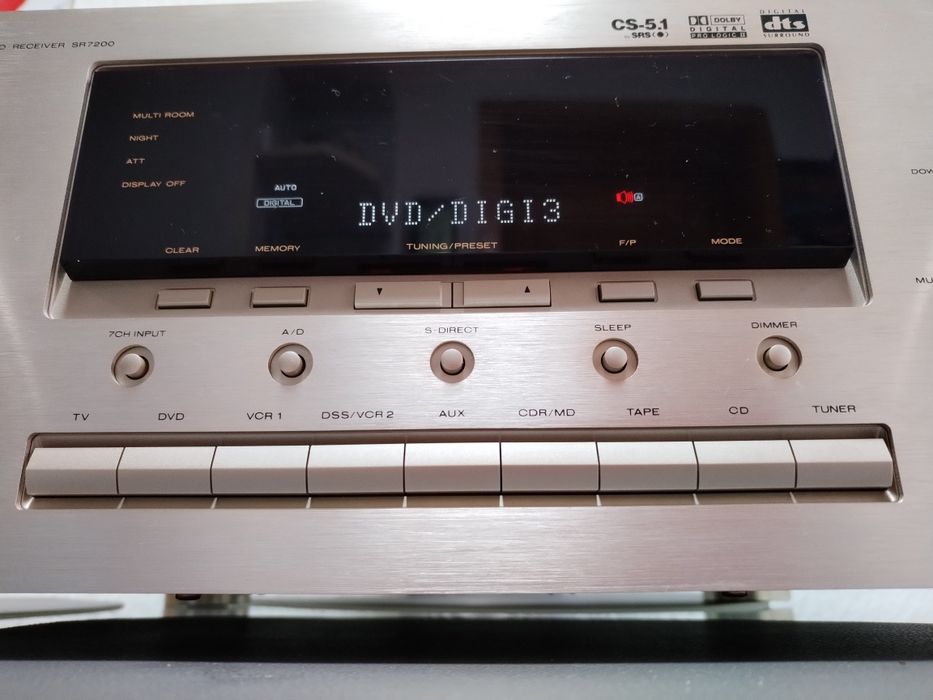 RECEIVER SR7200
CS-5.1
SRS(●)
DOLBY
DIGITAL
PRO LOGIC II
DIGITAL
dts
SURROUND
MULTI ROOM
NIGHT
ATT
DISPLAY OFF
AUTO
DIGITAL
DVD/DIGI3
A
CLEAR MEMORY TUNING/PRESET F/P MODE
7CH INPUT A/D S-DIRECT SLEEP DIMMER
TV DVD VCR 1 DSS/VCR 2 AUX CDR/MD TAPE CD TUNER